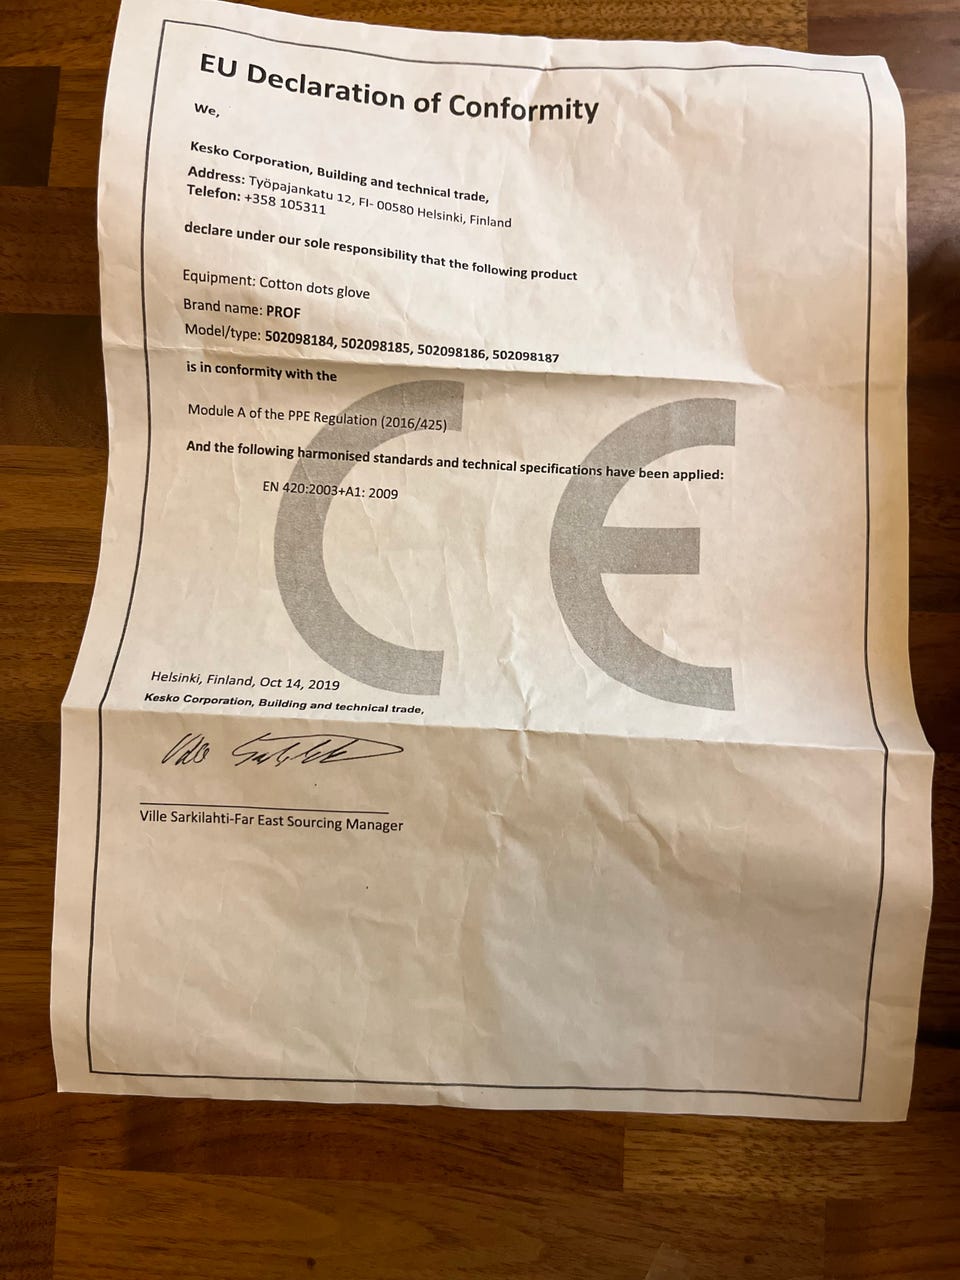 EU Declaration of Conformity
We,
Kesko Corporation, Building and technical trade,
Address: Työpajankatu 12, FI- 00580 Helsinki, Finland
Telefon: +358 105311
declare under our sole responsibility that the following product
Equipment: Cotton dots glove
Brand name: PROF
Model/type: 502098184, 502098185, 502098186, 502098187
is in conformity with the
Module A of the PPE Regulation (2016/425)
And the following harmonised standards and technical specifications have been applied:
EN 420:2003+A1: 2009
CE
Helsinki, Finland, Oct 14, 2019
Kesko Corporation, Building and technical trade,
Ville Sarkilahti-Far East Sourcing Manager